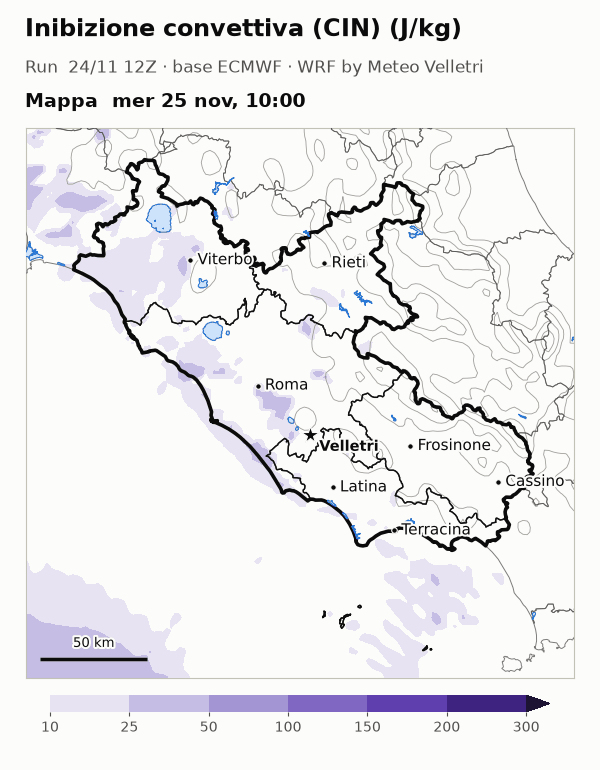 Inibizione convettiva (CIN) (J/kg)
Run  24/11 12Z · base ECMWF · WRF by Meteo Velletri
Mappa  mer 25 nov, 10:00
Viterbo
Rieti
Roma
Velletri
Frosinone
Cassino
Latina
Terracina
50 km
10 25 50 100 150 200 300